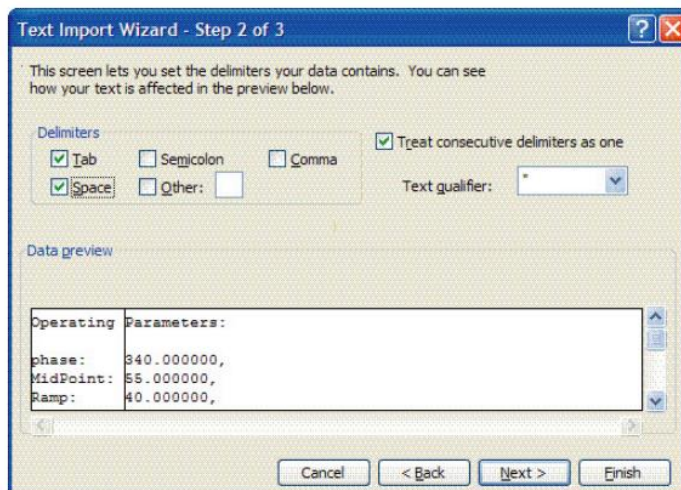 Text Import Wizard - Step 2 of 3
This screen lets you set the delimiters your data contains. You can see
how your text is affected in the preview below.
Delimiters
Tab
Semicolon
Comma
Space
Other:
Treat consecutive delimiters as one
Text qualifier: "
Data preview
Operating Parameters:
phase: 340.000000,
MidPoint: 55.000000,
Ramp: 40.000000,
Cancel
< Back
Next >
Finish